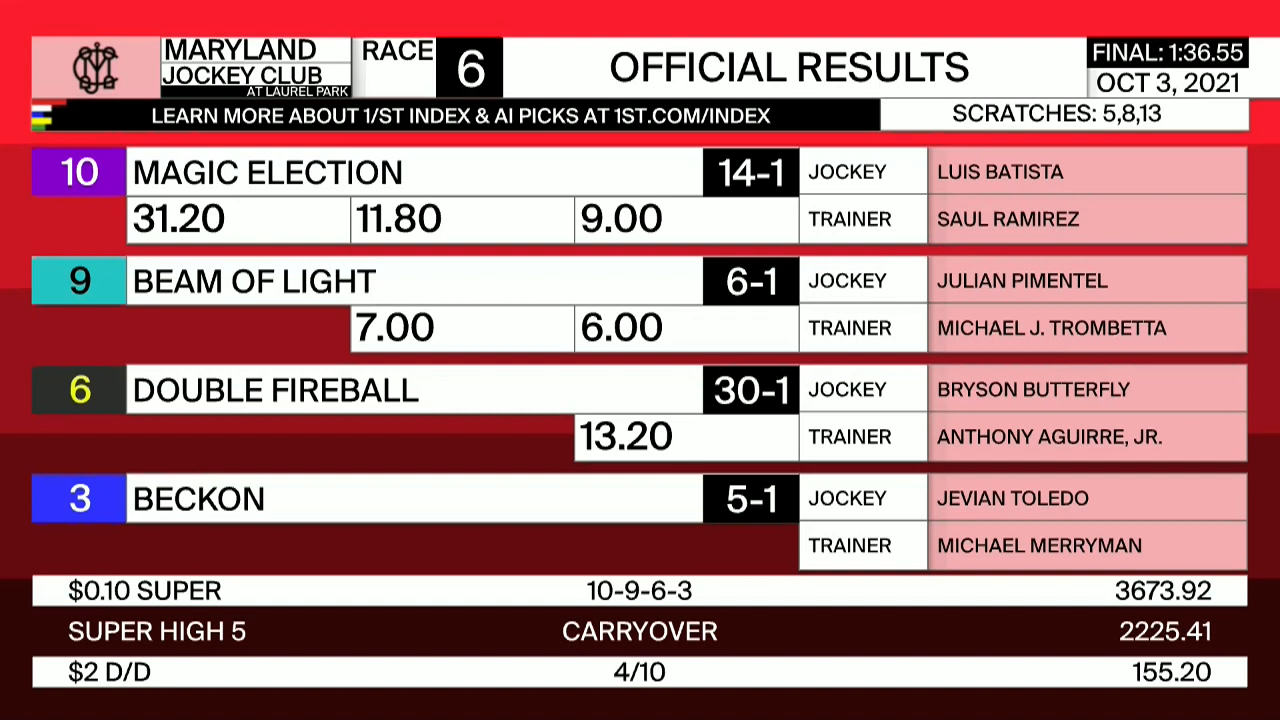 MARYLAND
JOCKEY CLUB
AT LAUREL PARK
RACE 6
OFFICIAL RESULTS
FINAL: 1:36.55
OCT 3, 2021
LEARN MORE ABOUT 1/ST INDEX & AI PICKS AT 1ST.COM/INDEX
SCRATCHES: 5,8,13
10 MAGIC ELECTION 14-1 JOCKEY LUIS BATISTA
31.20 11.80 9.00 TRAINER SAUL RAMIREZ
9 BEAM OF LIGHT 6-1 JOCKEY JULIAN PIMENTEL
7.00 6.00 TRAINER MICHAEL J. TROMBETTA
6 DOUBLE FIREBALL 30-1 JOCKEY BRYSON BUTTERFLY
13.20 TRAINER ANTHONY AGUIRRE, JR.
3 BECKON 5-1 JOCKEY JEVIAN TOLEDO
TRAINER MICHAEL MERRYMAN
$0.10 SUPER 10-9-6-3 3673.92
SUPER HIGH 5 CARRYOVER 2225.41
$2 D/D 4/10 155.20